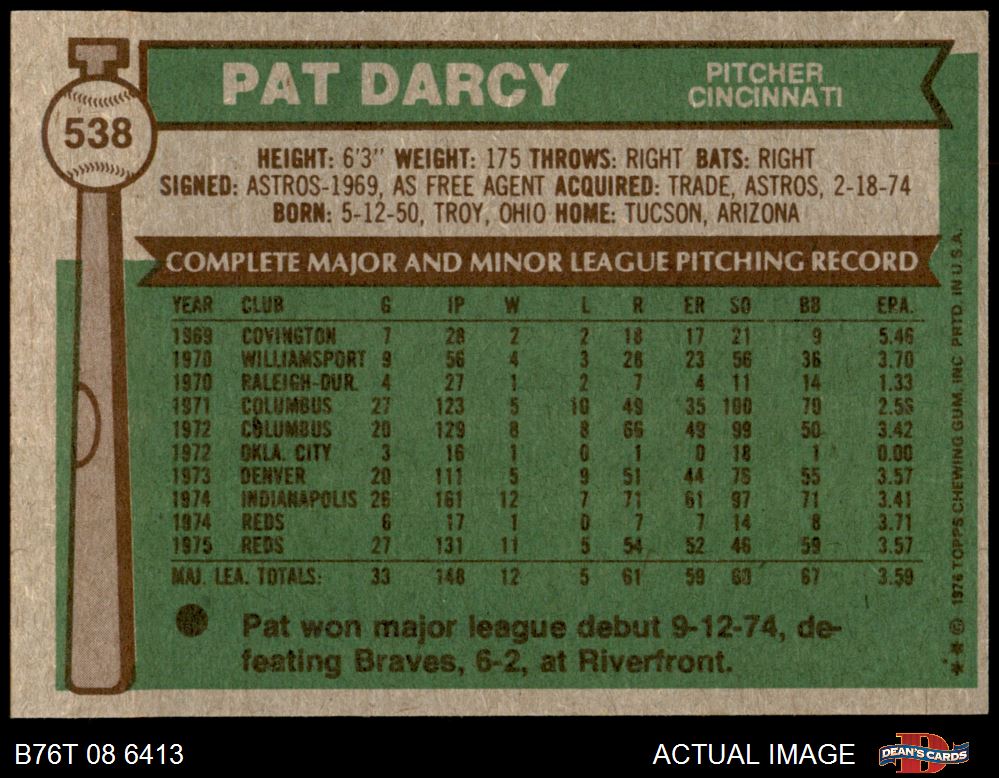 PAT DARCY
PITCHER
CINCINNATI
538
HEIGHT: 6'3" WEIGHT: 175 THROWS: RIGHT BATS: RIGHT
SIGNED: ASTROS-1969, AS FREE AGENT ACQUIRED: TRADE, ASTROS, 2-18-74
BORN: 5-12-50, TROY, OHIO HOME: TUCSON, ARIZONA
COMPLETE MAJOR AND MINOR LEAGUE PITCHING RECORD
YEAR CLUB G IP W L R ER SO BB ERA.
1969 COVINGTON 7 28 2 2 18 17 21 9 5.46
1970 WILLIAMSPORT 9 56 4 3 28 23 56 36 3.70
1970 RALEIGH-DUR. 4 27 1 2 7 4 11 14 1.33
1971 COLUMBUS 27 123 5 10 49 35 100 70 2.56
1972 COLUMBUS 20 129 8 8 66 49 99 50 3.42
1972 OKLA. CITY 3 16 1 0 1 0 18 1 0.00
1973 DENVER 20 111 5 9 51 44 75 55 3.57
1974 INDIANAPOLIS 26 161 12 7 71 61 97 71 3.41
1974 REDS 6 17 1 0 7 7 14 8 3.71
1975 REDS 27 131 11 5 54 52 46 59 3.57
MAJ. LEA. TOTALS: 33 148 12 5 61 59 60 67 3.59
Pat won major league debut 9-12-74, de-
feating Braves, 6-2, at Riverfront.
** © 1976 TOPPS CHEWING GUM, INC. PRTD. IN U.S.A.
B76T 08 6413
ACTUAL IMAGE
D
DEAN'S CARDS